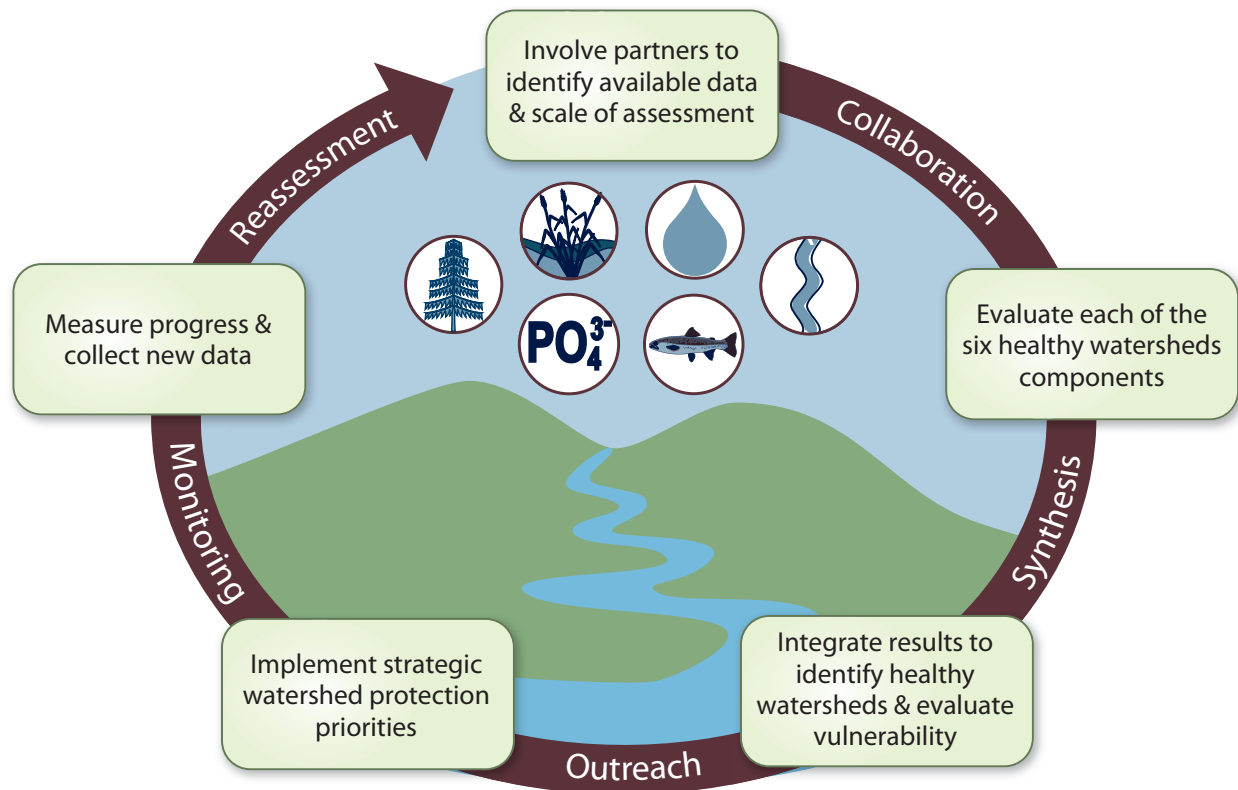 Involve partners to
identify available data
& scale of assessment
Collaboration
Evaluate each of the
six healthy watersheds
components
Synthesis
Integrate results to
identify healthy
watersheds & evaluate
vulnerability
Outreach
Implement strategic
watershed protection
priorities
Monitoring
Measure progress &
collect new data
Reassessment
PO₄³⁻